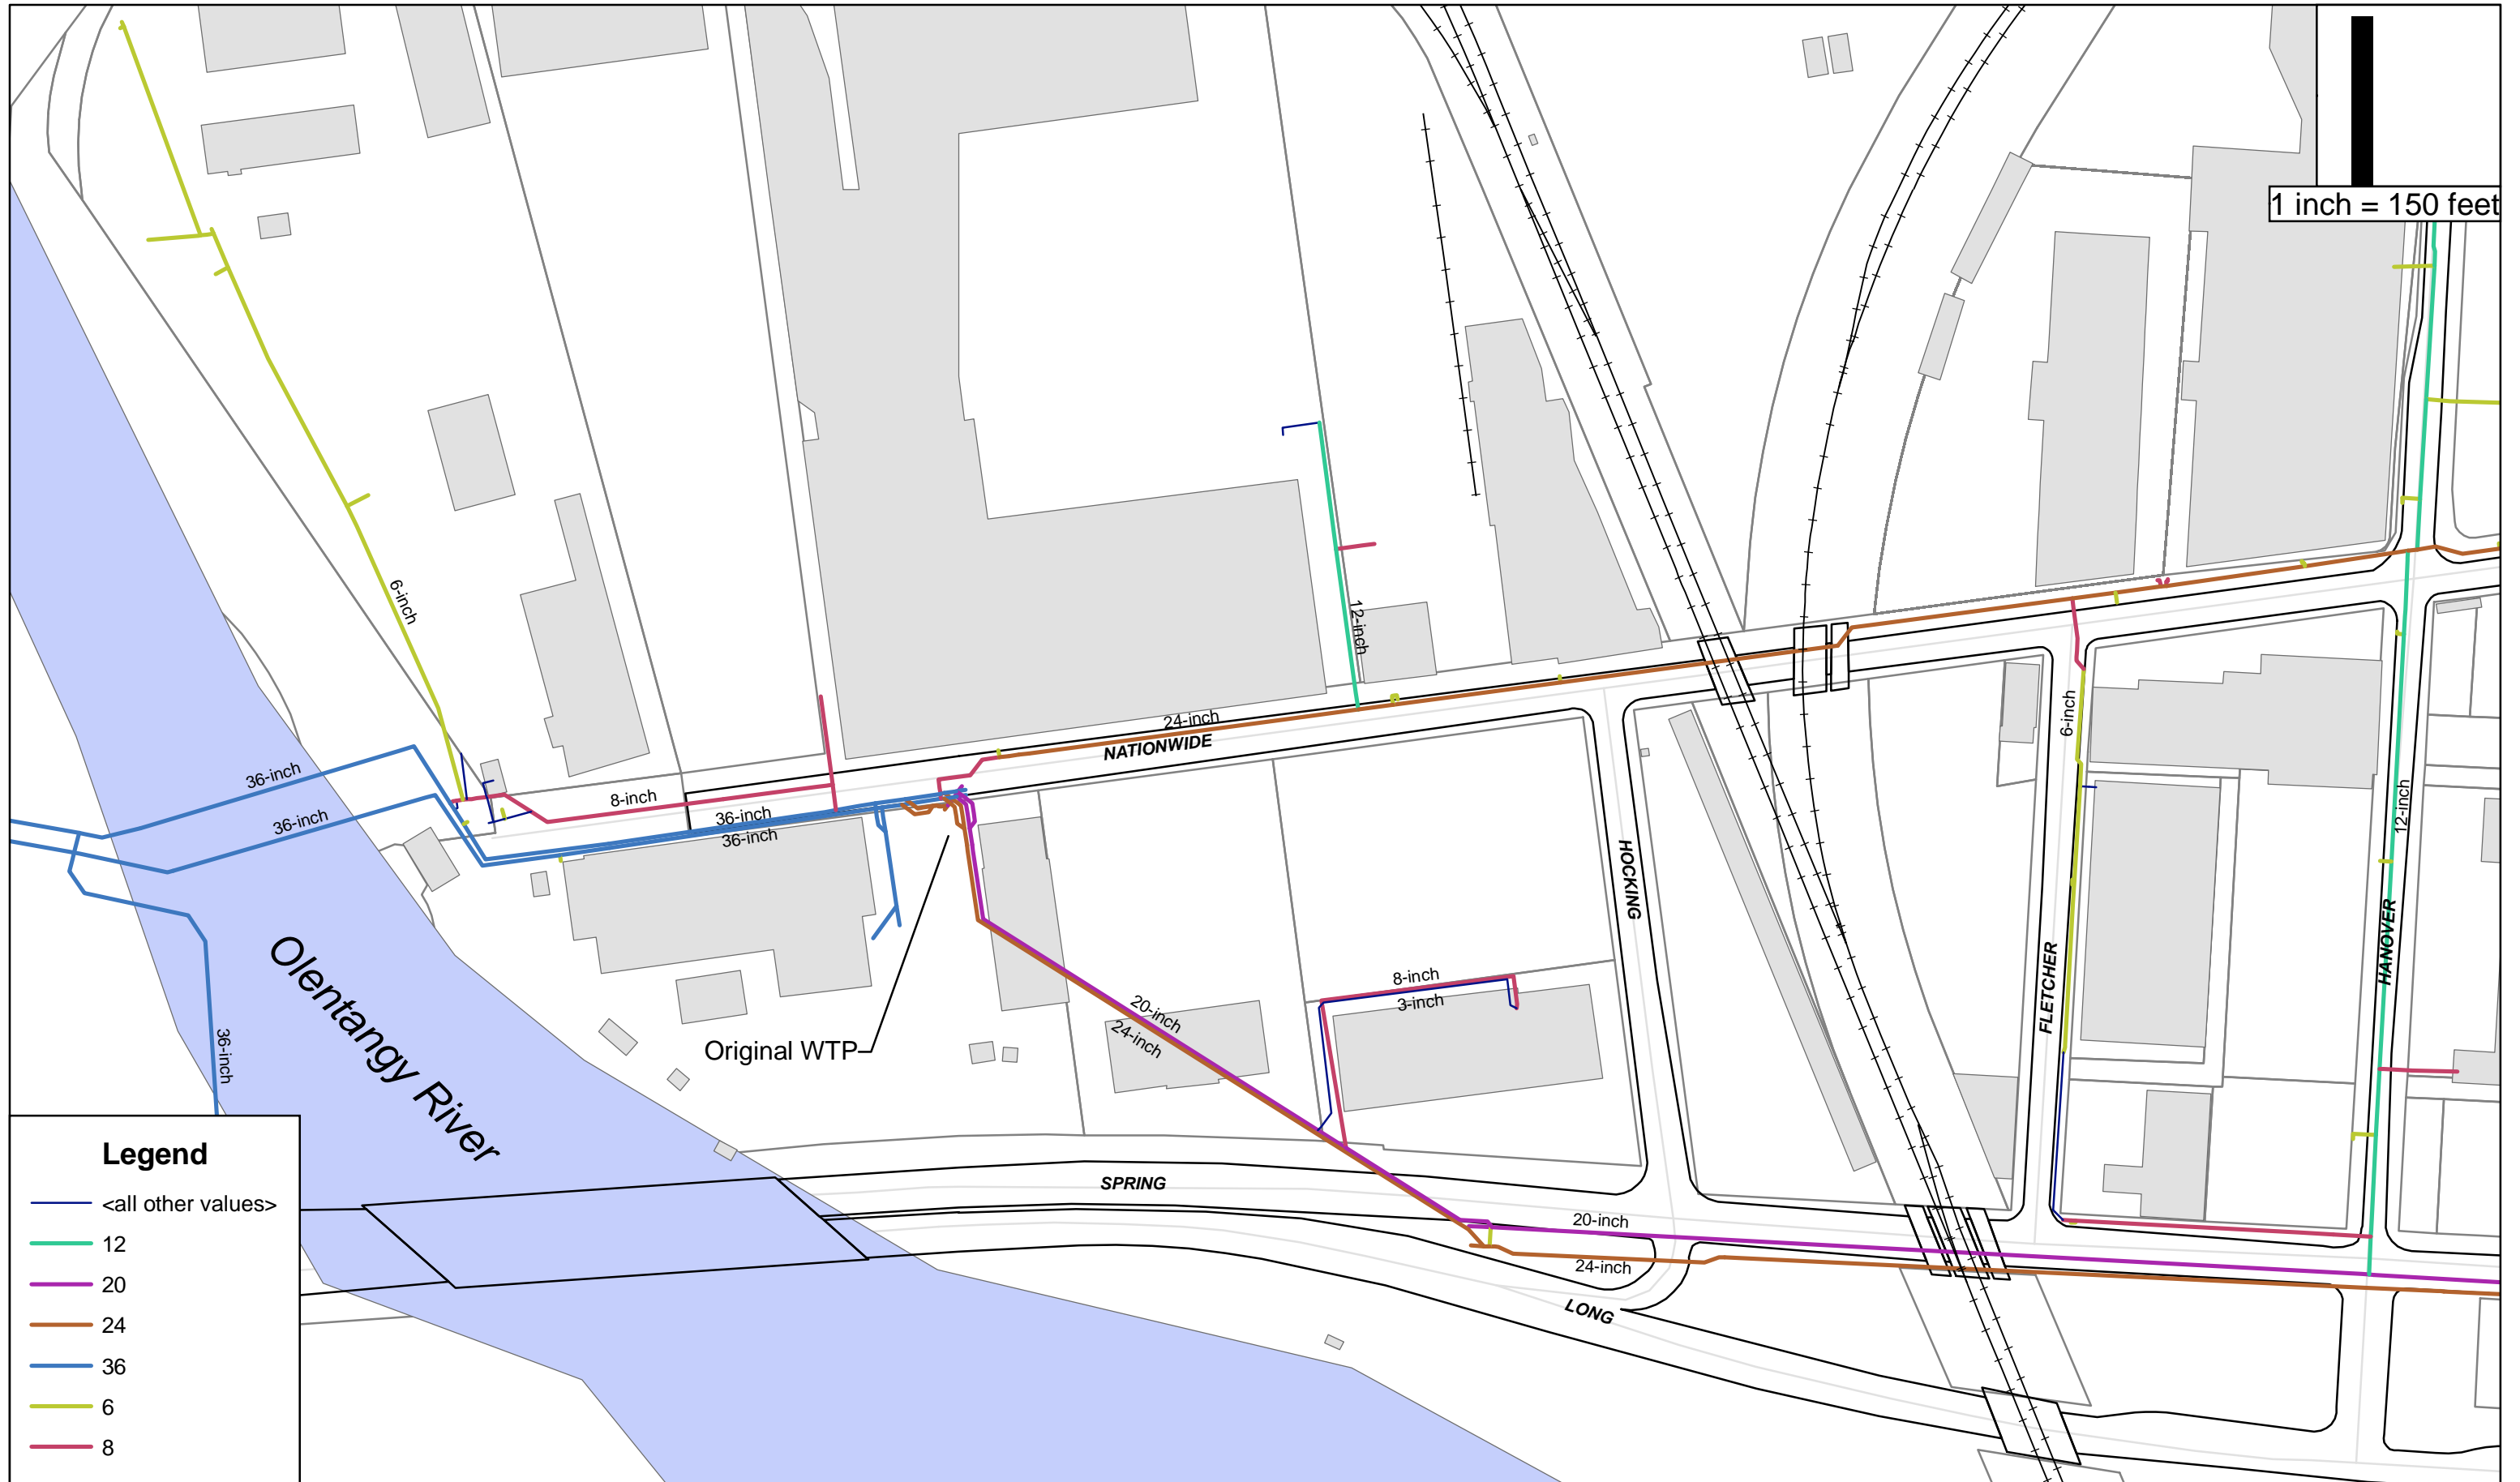 1 inch = 150 feet
6-inch
12-inch
24-inch
NATIONWIDE
36-inch
36-inch
8-inch
36-inch
36-inch
6-inch
12-inch
HOCKING
FLETCHER
HANOVER
Olentangy River
36-inch
Original WTP
20-inch
24-inch
8-inch
3-inch
SPRING
20-inch
24-inch
LONG
Legend
<all other values>
12
20
24
36
6
8